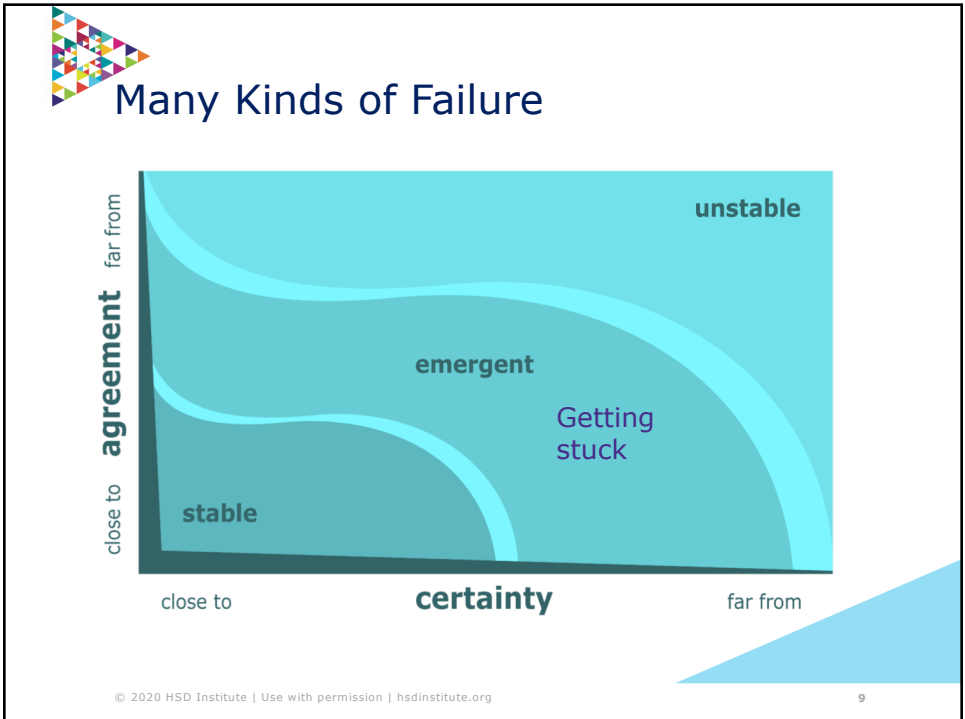 Many Kinds of Failure
far from
agreement
close to
unstable
emergent
Getting
stuck
stable
close to
certainty
far from
© 2020 HSD Institute | Use with permission | hsdinstitute.org
9